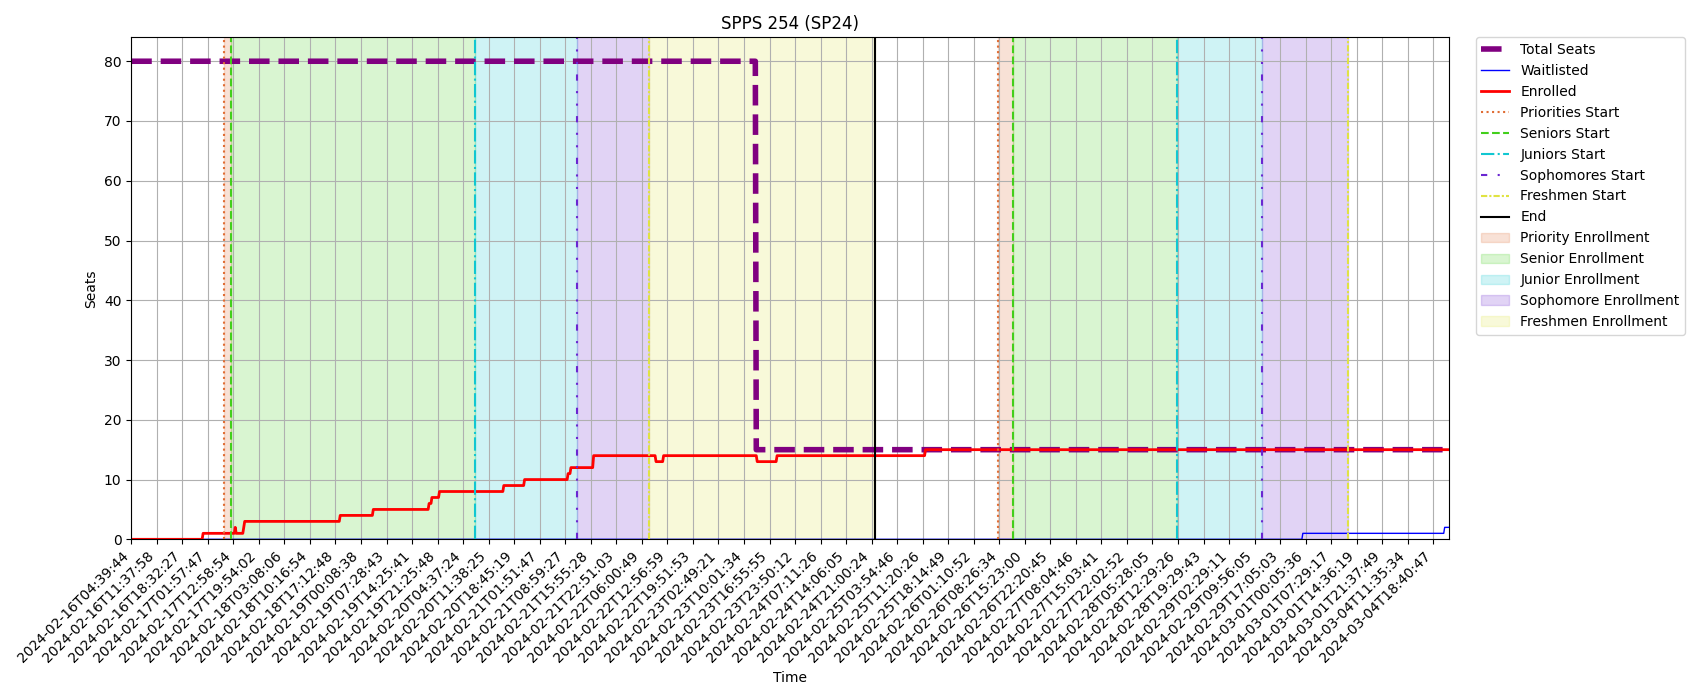 SPPS 254 (SP24)
80
70
60
50
40
30
20
10
0
Seats
2024-02-16T04:39:44
2024-02-16T11:37:58
2024-02-16T18:32:27
2024-02-17T01:57:47
2024-02-17T12:58:54
2024-02-17T19:54:02
2024-02-18T03:08:06
2024-02-18T10:16:54
2024-02-18T17:12:48
2024-02-19T00:08:38
2024-02-19T07:28:43
2024-02-19T14:25:41
2024-02-19T21:25:48
2024-02-20T04:37:24
2024-02-20T11:38:25
2024-02-20T18:45:19
2024-02-21T01:51:47
2024-02-21T08:59:27
2024-02-21T15:55:28
2024-02-21T22:51:03
2024-02-22T06:00:49
2024-02-22T12:56:59
2024-02-22T19:51:53
2024-02-23T02:49:21
2024-02-23T10:01:34
2024-02-23T16:55:55
2024-02-23T23:50:12
2024-02-24T07:11:26
2024-02-24T14:06:05
2024-02-24T21:00:24
2024-02-25T03:54:46
2024-02-25T11:20:26
2024-02-25T18:14:49
2024-02-26T01:10:52
2024-02-26T08:26:34
2024-02-26T15:23:00
2024-02-26T22:20:45
2024-02-27T08:04:46
2024-02-27T15:03:41
2024-02-27T22:02:52
2024-02-28T05:28:05
2024-02-28T12:29:26
2024-02-28T19:29:43
2024-02-29T02:29:11
2024-02-29T09:56:05
2024-02-29T17:05:03
2024-03-01T00:05:36
2024-03-01T07:29:17
2024-03-01T14:36:19
2024-03-01T21:37:49
2024-03-04T11:35:34
2024-03-04T18:40:47
Time
Total Seats
Waitlisted
Enrolled
Priorities Start
Seniors Start
Juniors Start
Sophomores Start
Freshmen Start
End
Priority Enrollment
Senior Enrollment
Junior Enrollment
Sophomore Enrollment
Freshmen Enrollment